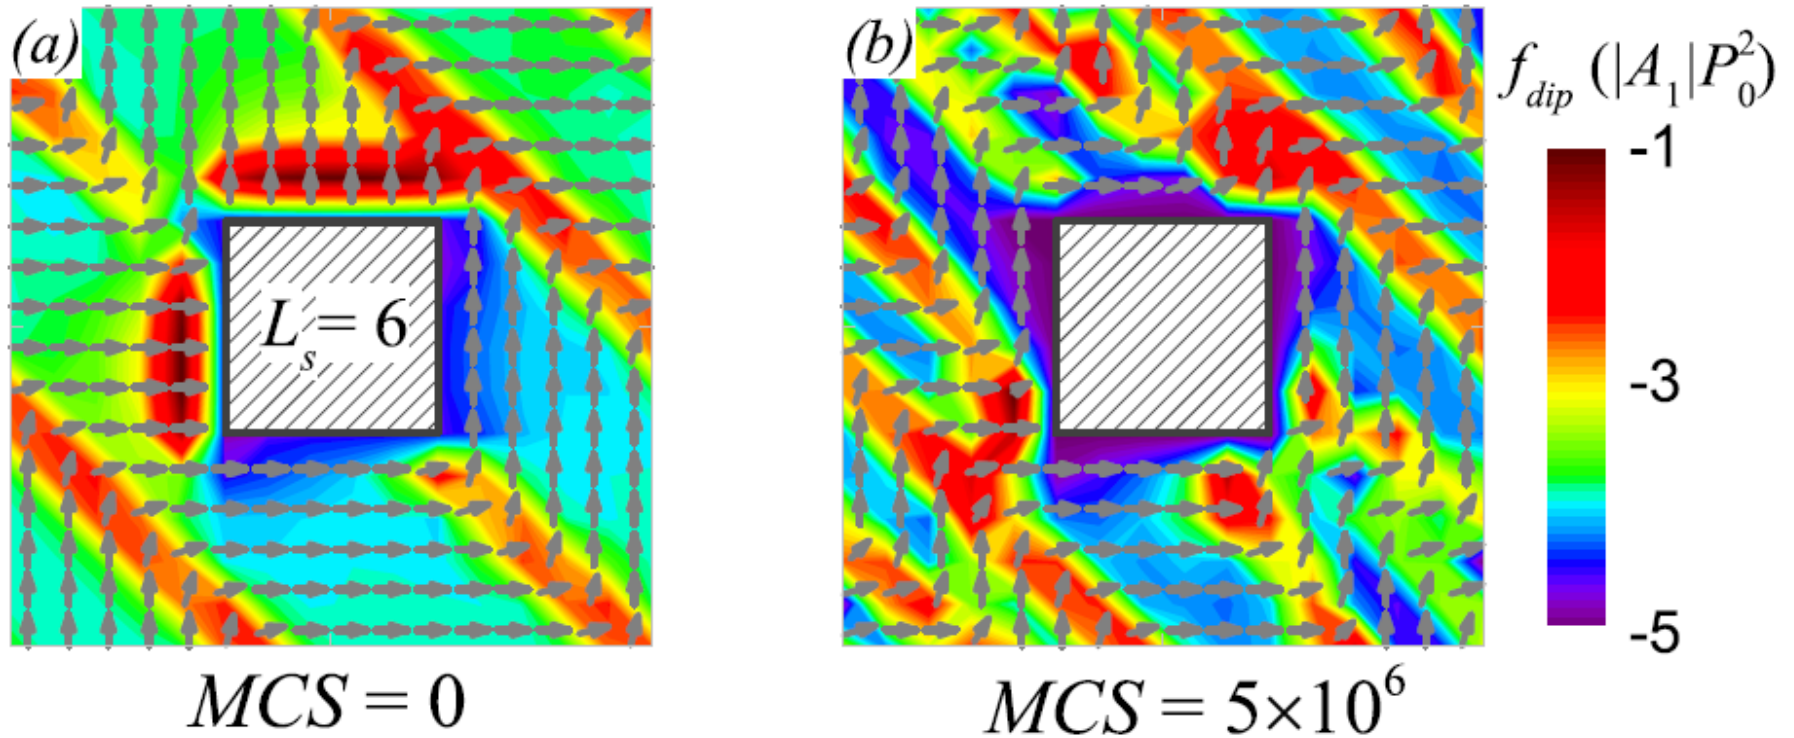 (a)
L_s = 6
MCS = 0
(b)
MCS = 5×10^6
f_dip (|A_1|P_0^2)
-1
-3
-5